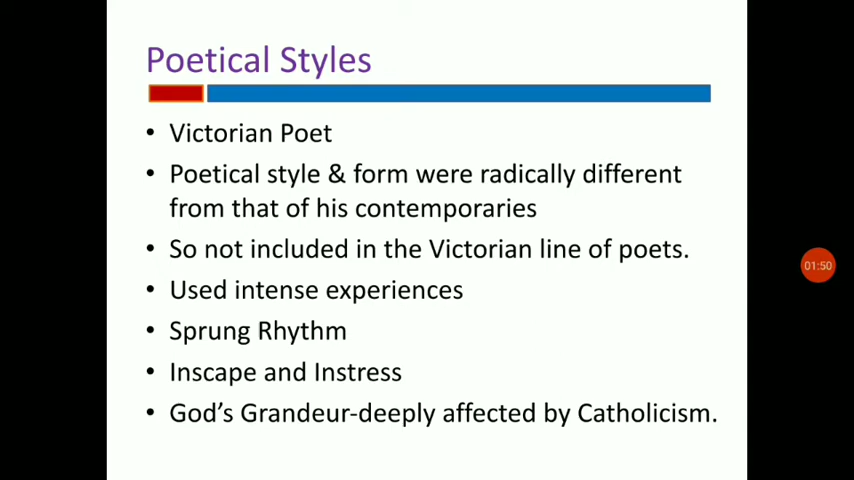 Poetical Styles
• Victorian Poet
• Poetical style & form were radically different
from that of his contemporaries
• So not included in the Victorian line of poets.
• Used intense experiences
• Sprung Rhythm
• Inscape and Instress
• God's Grandeur-deeply affected by Catholicism.
01:50